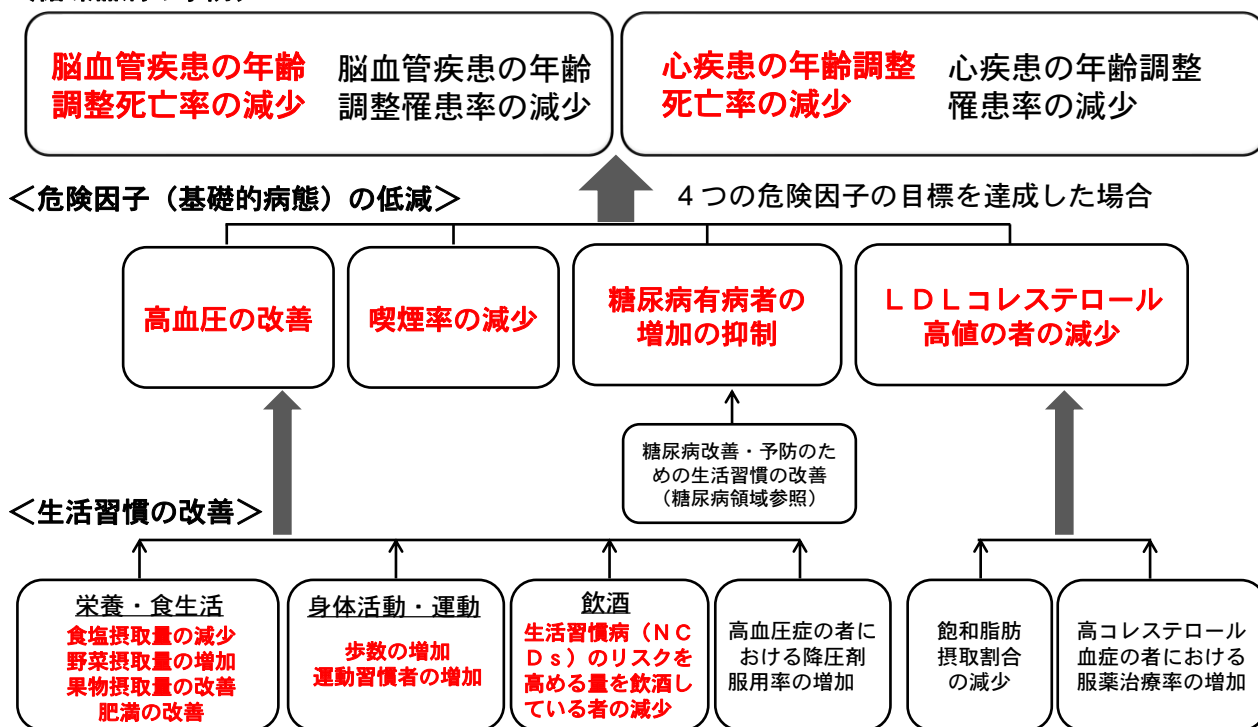 脳血管疾患の年齢
調整死亡率の減少
脳血管疾患の年齢
調整罹患率の減少
心疾患の年齢調整
死亡率の減少
心疾患の年齢調整
罹患率の減少
＜危険因子（基礎的病態）の低減＞
４つの危険因子の目標を達成した場合
高血圧の改善
喫煙率の減少
糖尿病有病者の
増加の抑制
ＬＤＬコレステロール
高値の者の減少
糖尿病改善・予防のた
めの生活習慣の改善
（糖尿病領域参照）
＜生活習慣の改善＞
栄養・食生活
食塩摂取量の減少
野菜摂取量の増加
果物摂取量の改善
肥満の改善
身体活動・運動
歩数の増加
運動習慣者の増加
飲酒
生活習慣病（ＮＣ
Ｄｓ）のリスクを
高める量を飲酒し
ている者の減少
高血圧症の者に
おける降圧剤
服用率の増加
飽和脂肪
摂取割合
の減少
高コレステロール
血症の者における
服薬治療率の増加